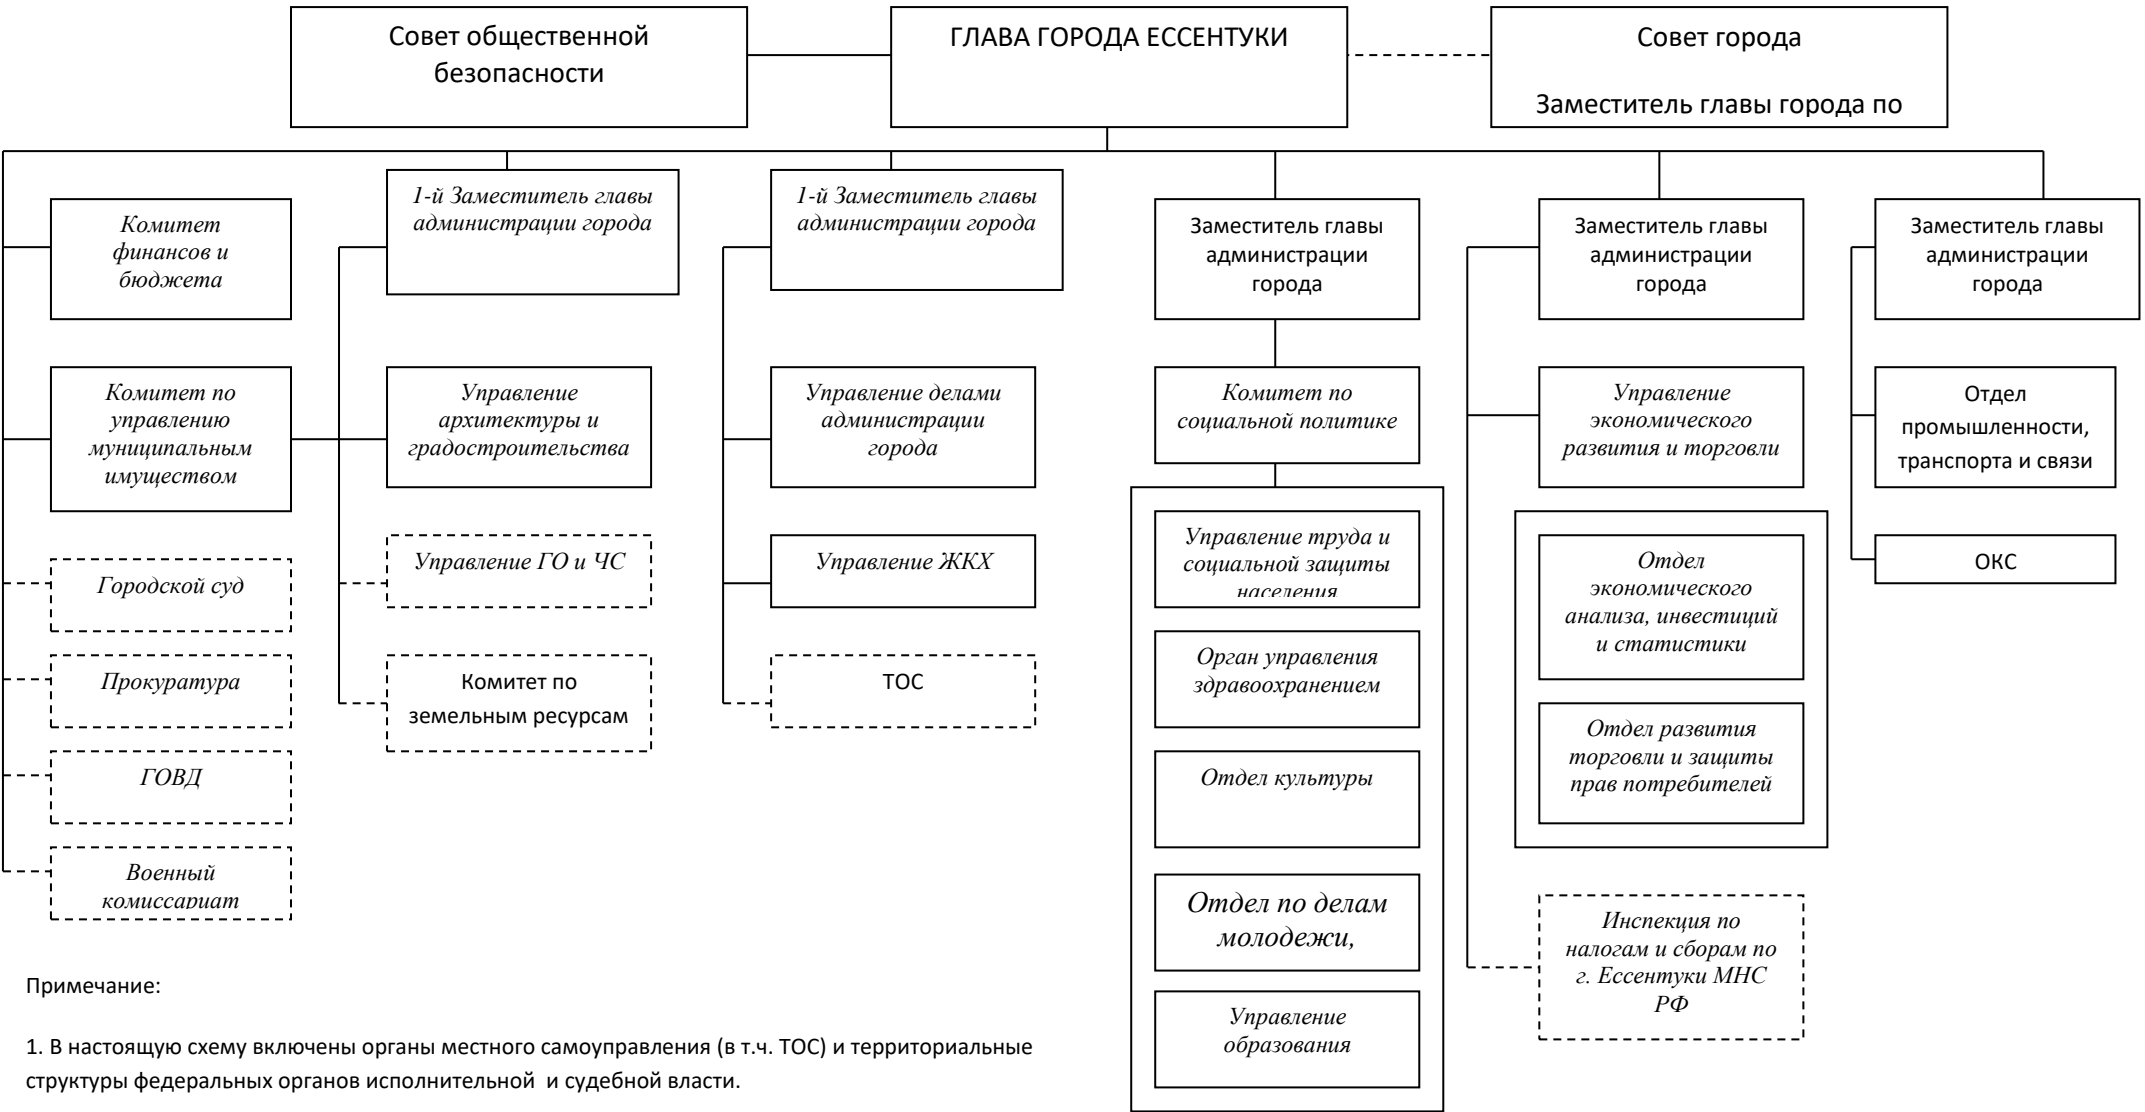 Совет общественной
безопасности
ГЛАВА ГОРОДА ЕССЕНТУКИ
Совет города
Заместитель главы города по
Комитет
финансов и
бюджета
1-й Заместитель главы
администрации города
1-й Заместитель главы
администрации города
Заместитель главы
администрации
города
Заместитель главы
администрации
города
Заместитель главы
администрации
города
Комитет по
управлению
муниципальным
имуществом
Управление
архитектуры и
градостроительства
Управление делами
администрации
города
Комитет по
социальной политике
Управление
экономического
развития и торговли
Отдел
промышленности,
транспорта и связи
Городской суд
Управление ГО и ЧС
Управление ЖКХ
Управление труда и
социальной защиты
населения
Отдел
экономического
анализа, инвестиций
и статистики
ОКС
Прокуратура
Комитет по
земельным ресурсам
ТОС
Орган управления
здравоохранением
Отдел развития
торговли и защиты
прав потребителей
ГОВД
Отдел культуры
Военный
комиссариат
Отдел по делам
молодежи,
Инспекция по
налогам и сборам по
г. Ессентуки МНС
РФ
Управление
образования
Примечание:
1. В настоящую схему включены органы местного самоуправления (в т.ч. ТОС) и территориальные
структуры федеральных органов исполнительной и судебной власти.